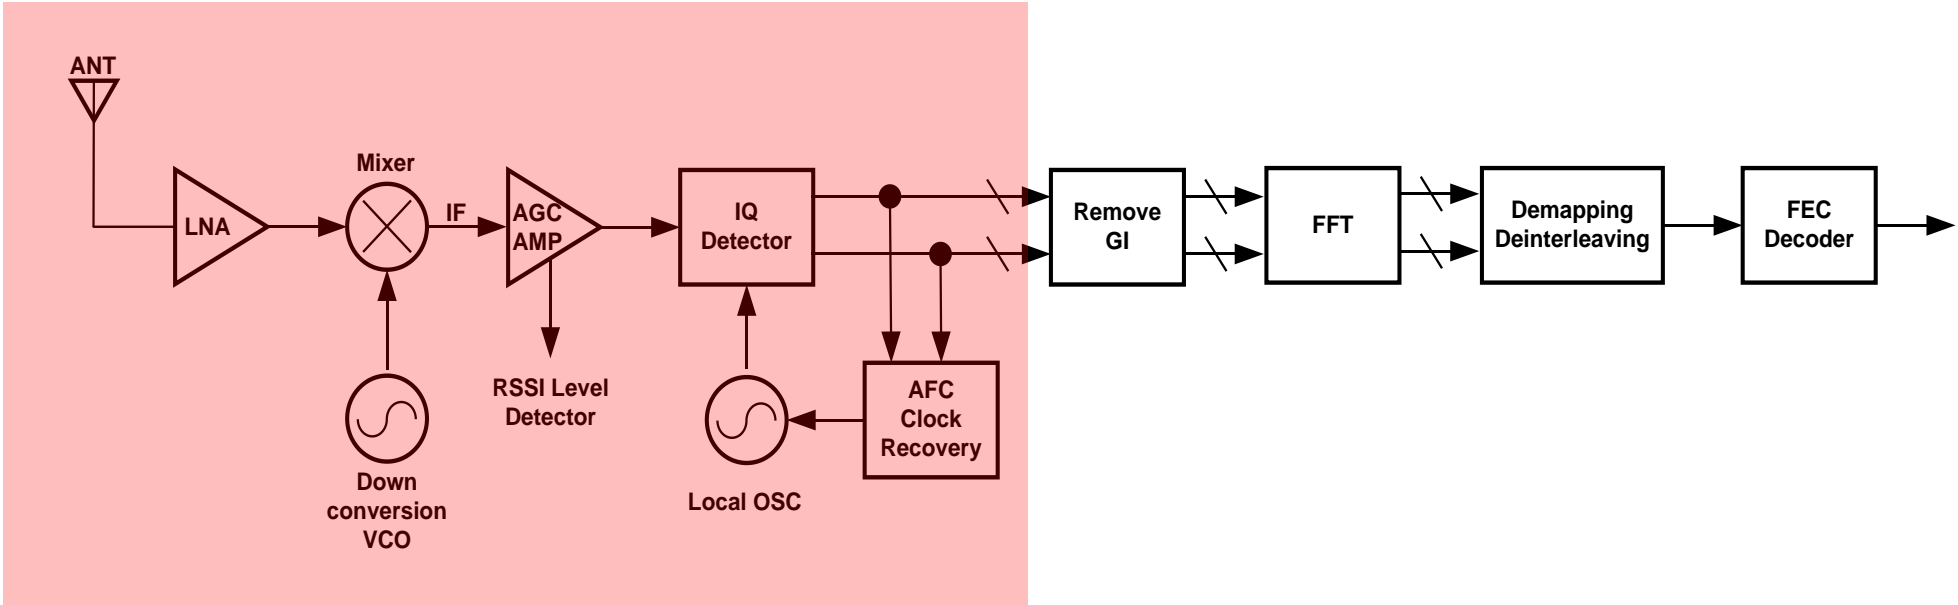 ANT
LNA
Mixer
IF
AGC
AMP
IQ
Detector
Remove
GI
FFT
Demapping
Deinterleaving
FEC
Decoder
Down
conversion
VCO
RSSI Level
Detector
Local OSC
AFC
Clock
Recovery